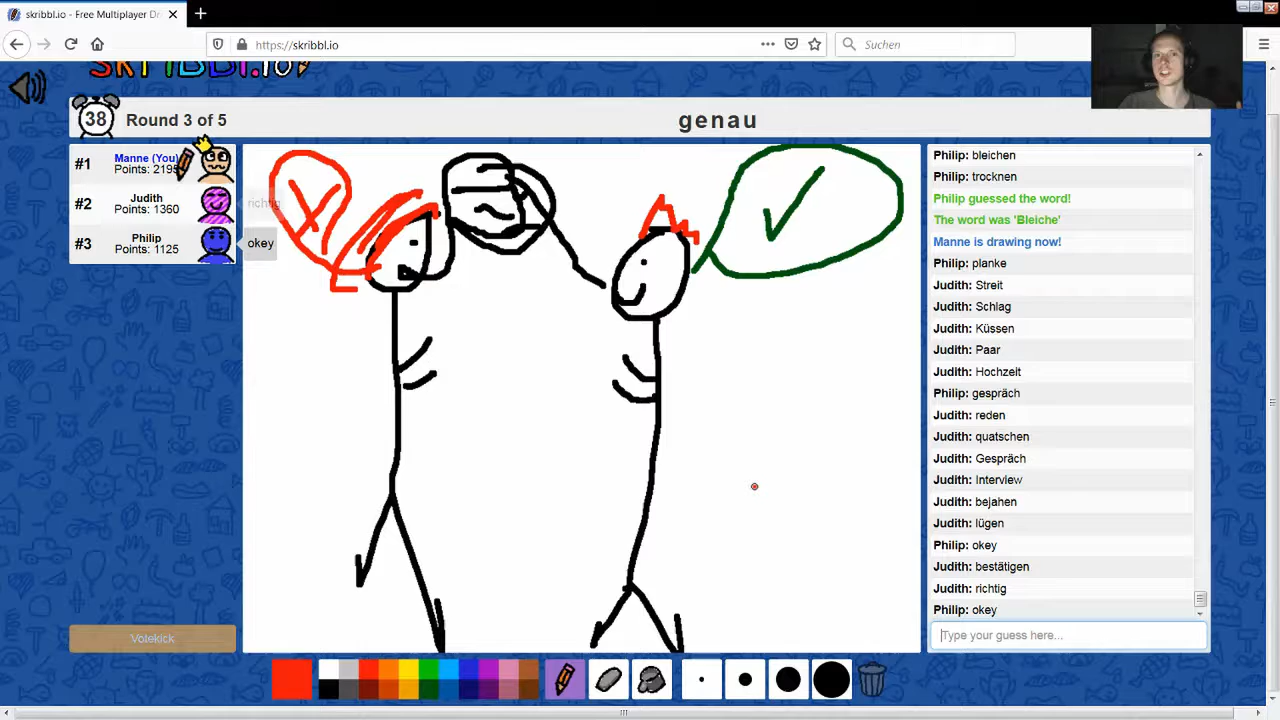 skribbl.io - Free Multiplayer Dr
https://skribbl.io
Suchen
SKRIBBL.io
38
Round 3 of 5
genau
#1
Manne (You)
Points: 2195
#2
Judith
Points: 1360
richtig
#3
Philip
Points: 1125
okey
Votekick
Philip: bleichen
Philip: trocknen
Philip guessed the word!
The word was 'Bleiche'
Manne is drawing now!
Philip: planke
Judith: Streit
Judith: Schlag
Judith: Küssen
Judith: Paar
Judith: Hochzeit
Philip: gespräch
Judith: reden
Judith: quatschen
Judith: Gespräch
Judith: Interview
Judith: bejahen
Judith: lügen
Philip: okey
Judith: bestätigen
Judith: richtig
Philip: okey
Type your guess here...